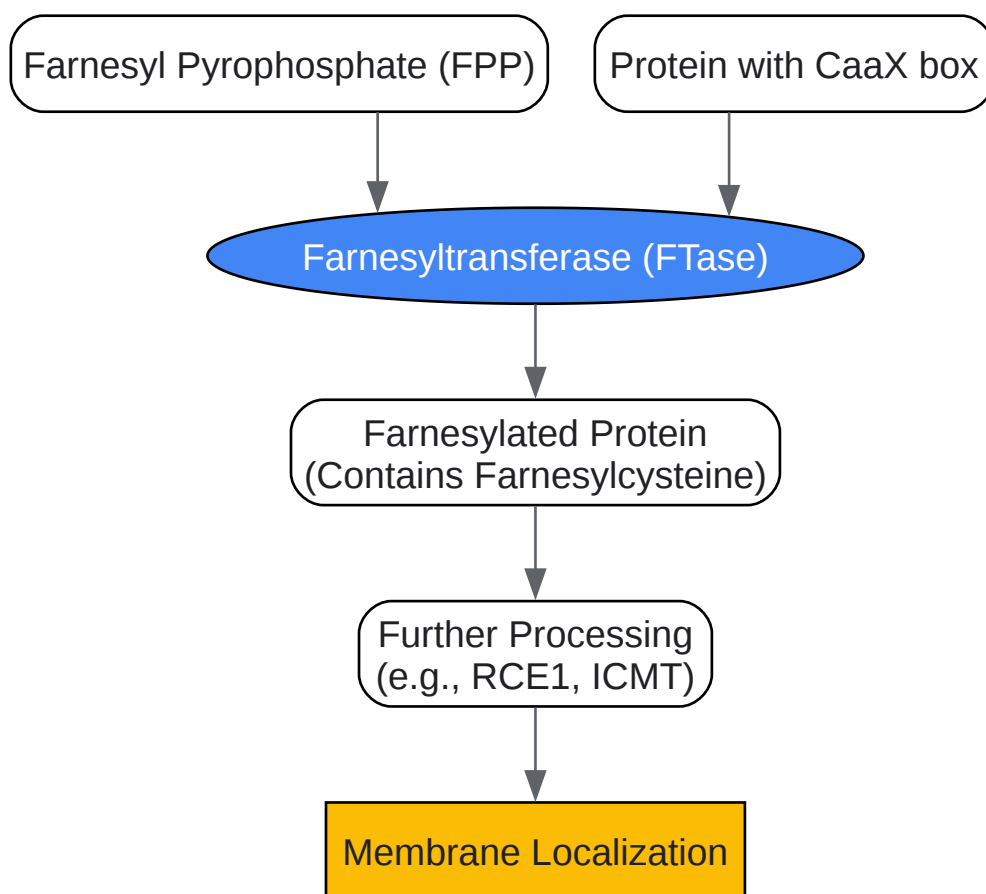 Farnesyl Pyrophosphate (FPP)
Protein with CaaX box
Farnesyltransferase (FTase)
Farnesylated Protein
(Contains Farnesylcysteine)
Further Processing
(e.g., RCE1, ICMT)
Membrane Localization